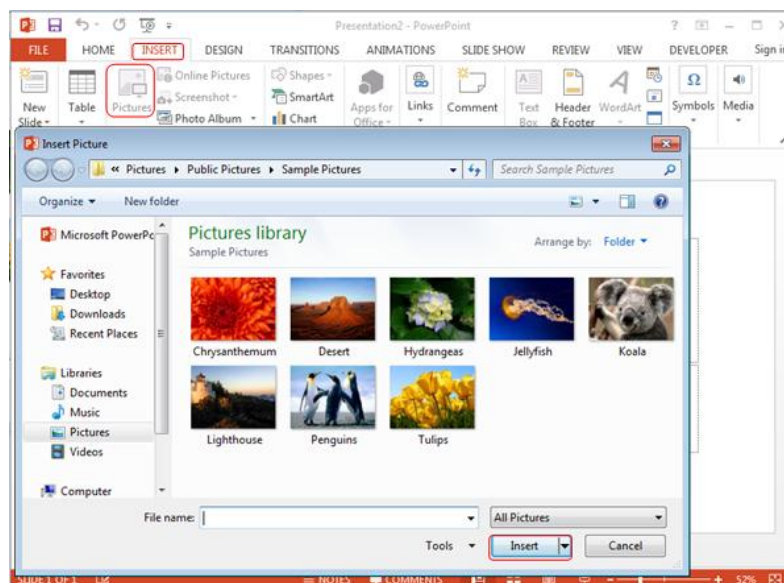 Presentation2 - PowerPoint
FILE HOME INSERT DESIGN TRANSITIONS ANIMATIONS SLIDE SHOW REVIEW VIEW DEVELOPER Sign in
New Slide
Table
Pictures
Online Pictures
Screenshot
Photo Album
Shapes
SmartArt
Chart
Apps for Office
Links
Comment
Text Box
Header & Footer
WordArt
Symbols
Media
Insert Picture
« Pictures Public Pictures Sample Pictures Search Sample Pictures
Organize New folder
Microsoft PowerPo
Favorites
Desktop
Downloads
Recent Places
Libraries
Documents
Music
Pictures
Videos
Computer
Pictures library
Sample Pictures
Arrange by: Folder
Chrysanthemum Desert Hydrangeas Jellyfish Koala
Lighthouse Penguins Tulips
File name: All Pictures
Tools Insert Cancel
SLIDE 1 OF 1 NOTES COMMENTS 52%